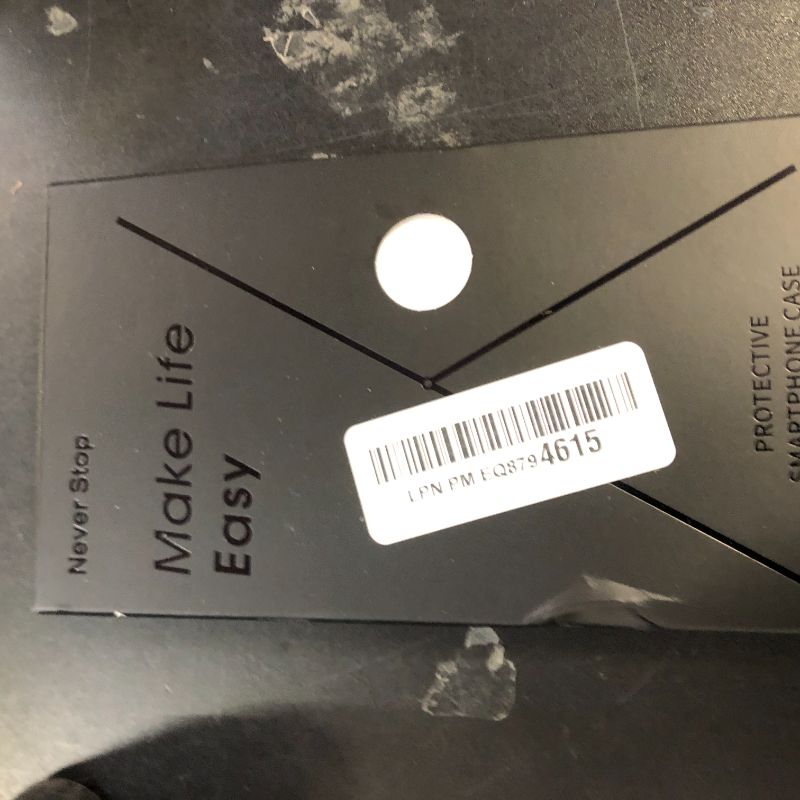 Never Stop
Make Life
Easy
LPN PM EQ8794615
PROTECTIVE
SMARTPHONE CASE